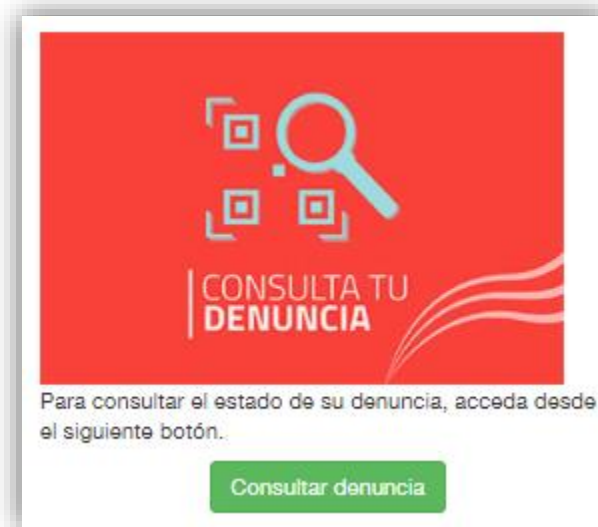 CONSULTA TU
DENUNCIA
Para consultar el estado de su denuncia, acceda desde
el siguiente botón.
Consultar denuncia